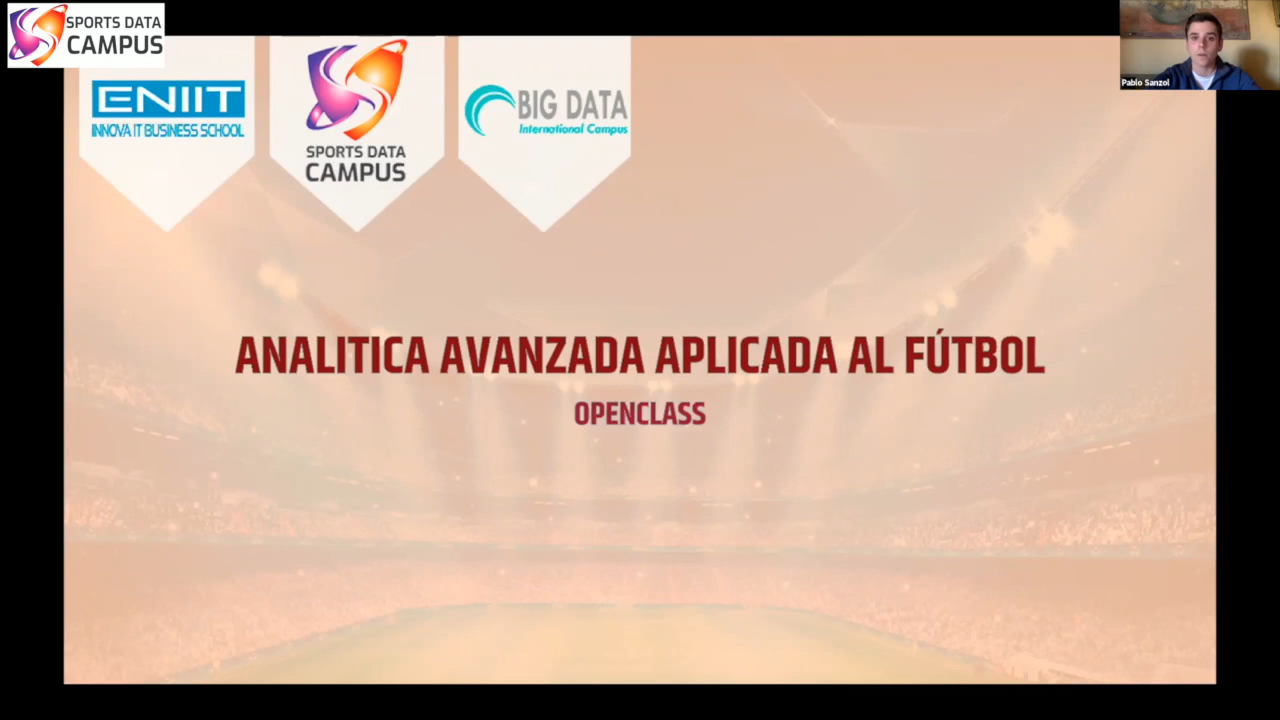 SPORTS DATA
CAMPUS
Pablo Sanzol
ENIIT
INNOVA IT BUSINESS SCHOOL
SPORTS DATA
CAMPUS
BIG DATA
International Campus
ANALITICA AVANZADA APLICADA AL FÚTBOL
OPENCLASS